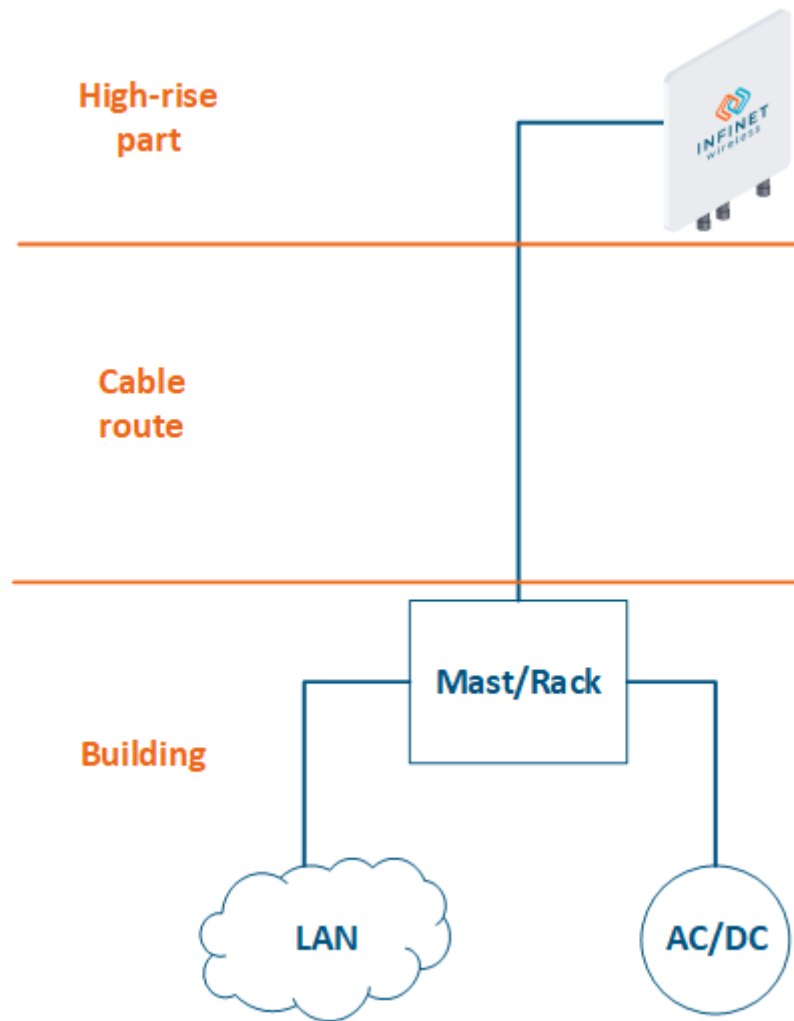 High-rise
part
INFINET
wireless
Cable
route
Mast/Rack
Building
LAN
AC/DC